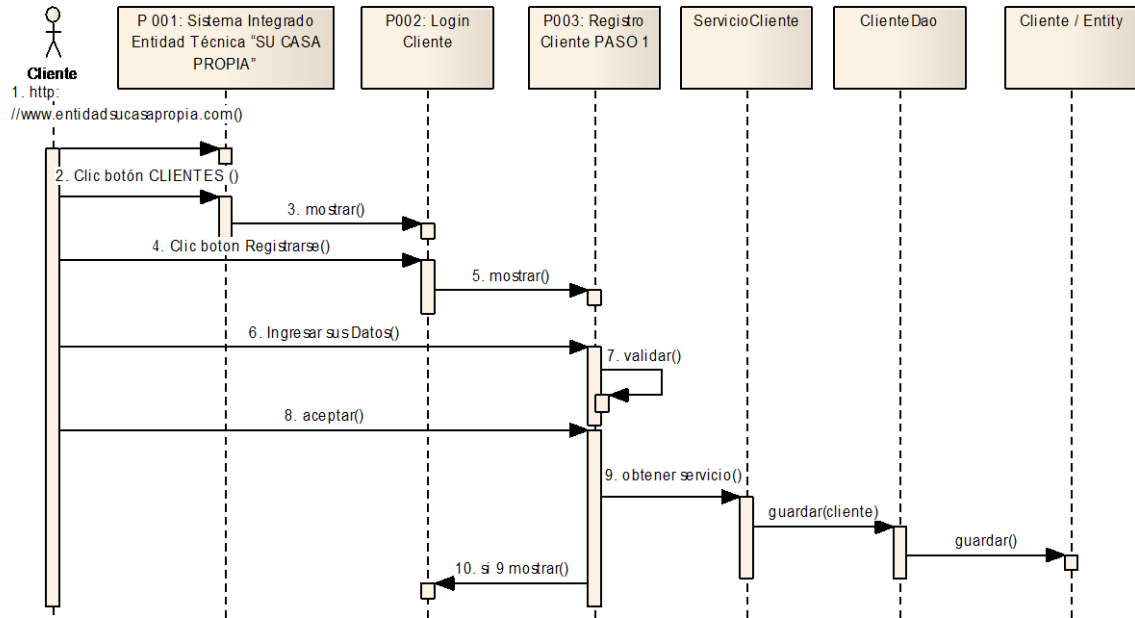 P 001: Sistema Integrado
Entidad Técnica "SU CASA
PROPIA"
P002: Login
Cliente
P003: Registro
Cliente PASO 1
ServicioCliente
ClienteDao
Cliente / Entity
Cliente
1. http:
//www.entidadsucasapropia.com()
2. Clic botón CLIENTES ()
3. mostrar()
4. Clic boton Registrarse()
5. mostrar()
6. Ingresar sus Datos()
7. validar()
8. aceptar()
9. obtener servicio()
guardar(cliente)
guardar()
10. si 9 mostrar()